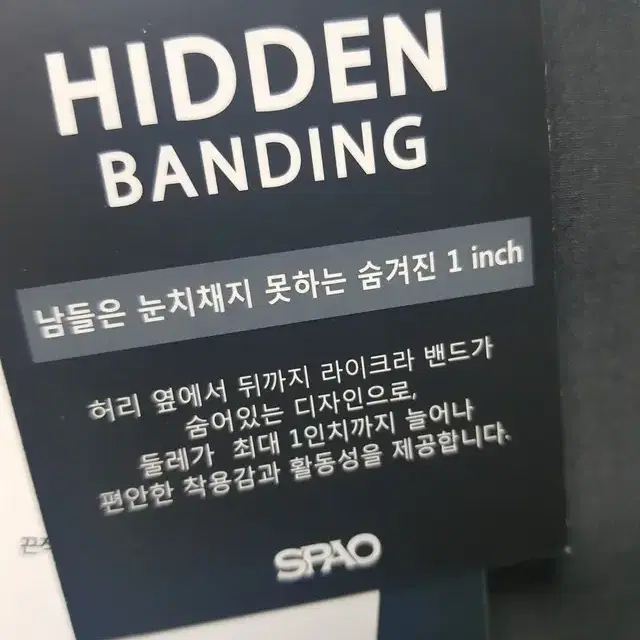 HIDDEN
BANDING
남들은 눈치채지 못하는 숨겨진 1 inch
허리 옆에서 뒤까지 라이크라 밴드가
숨어있는 디자인으로,
둘레가 최대 1인치까지 늘어나
편안한 착용감과 활동성을 제공합니다.
SPAO